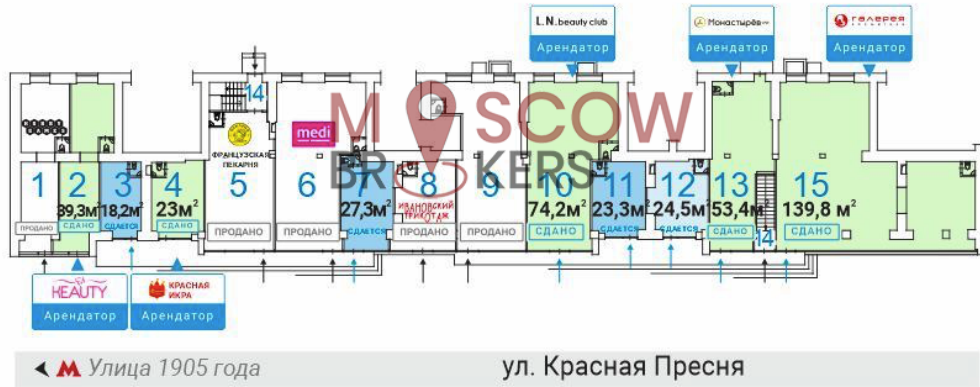 L.N. beauty club
Арендатор
Монастырёв
Арендатор
галерея
Арендатор
MOSCOW
BROKERS
14
medi
ФРАНЦУЗСКАЯ
ПЕКАРНЯ
ИВАНОВСКИЙ
ТРИКОТАЖ
1
ПРОДАНО
2
39,3м²
СДАНО
3
18,2м²
СДАЕТСЯ
4
23м²
СДАНО
5
ПРОДАНО
6
ПРОДАНО
7
27,3м²
СДАЕТСЯ
8
ПРОДАНО
9
ПРОДАНО
10
74,2м²
СДАНО
11
23,3м²
СДАЕТСЯ
12
24,5м²
СДАЕТСЯ
13
53,4м²
СДАНО
14
15
139,8 м²
СДАНО
KEAUTY
Арендатор
КРАСНАЯ
ИКРА
Арендатор
М Улица 1905 года
ул. Красная Пресня